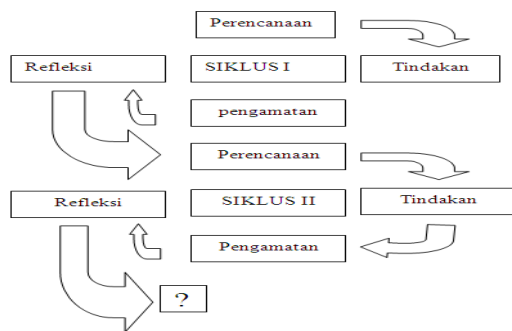 Perencanaan
Refleksi SIKLUS I Tindakan
pengamatan
Perencanaan
Refleksi SIKLUS II Tindakan
Pengamatan
?